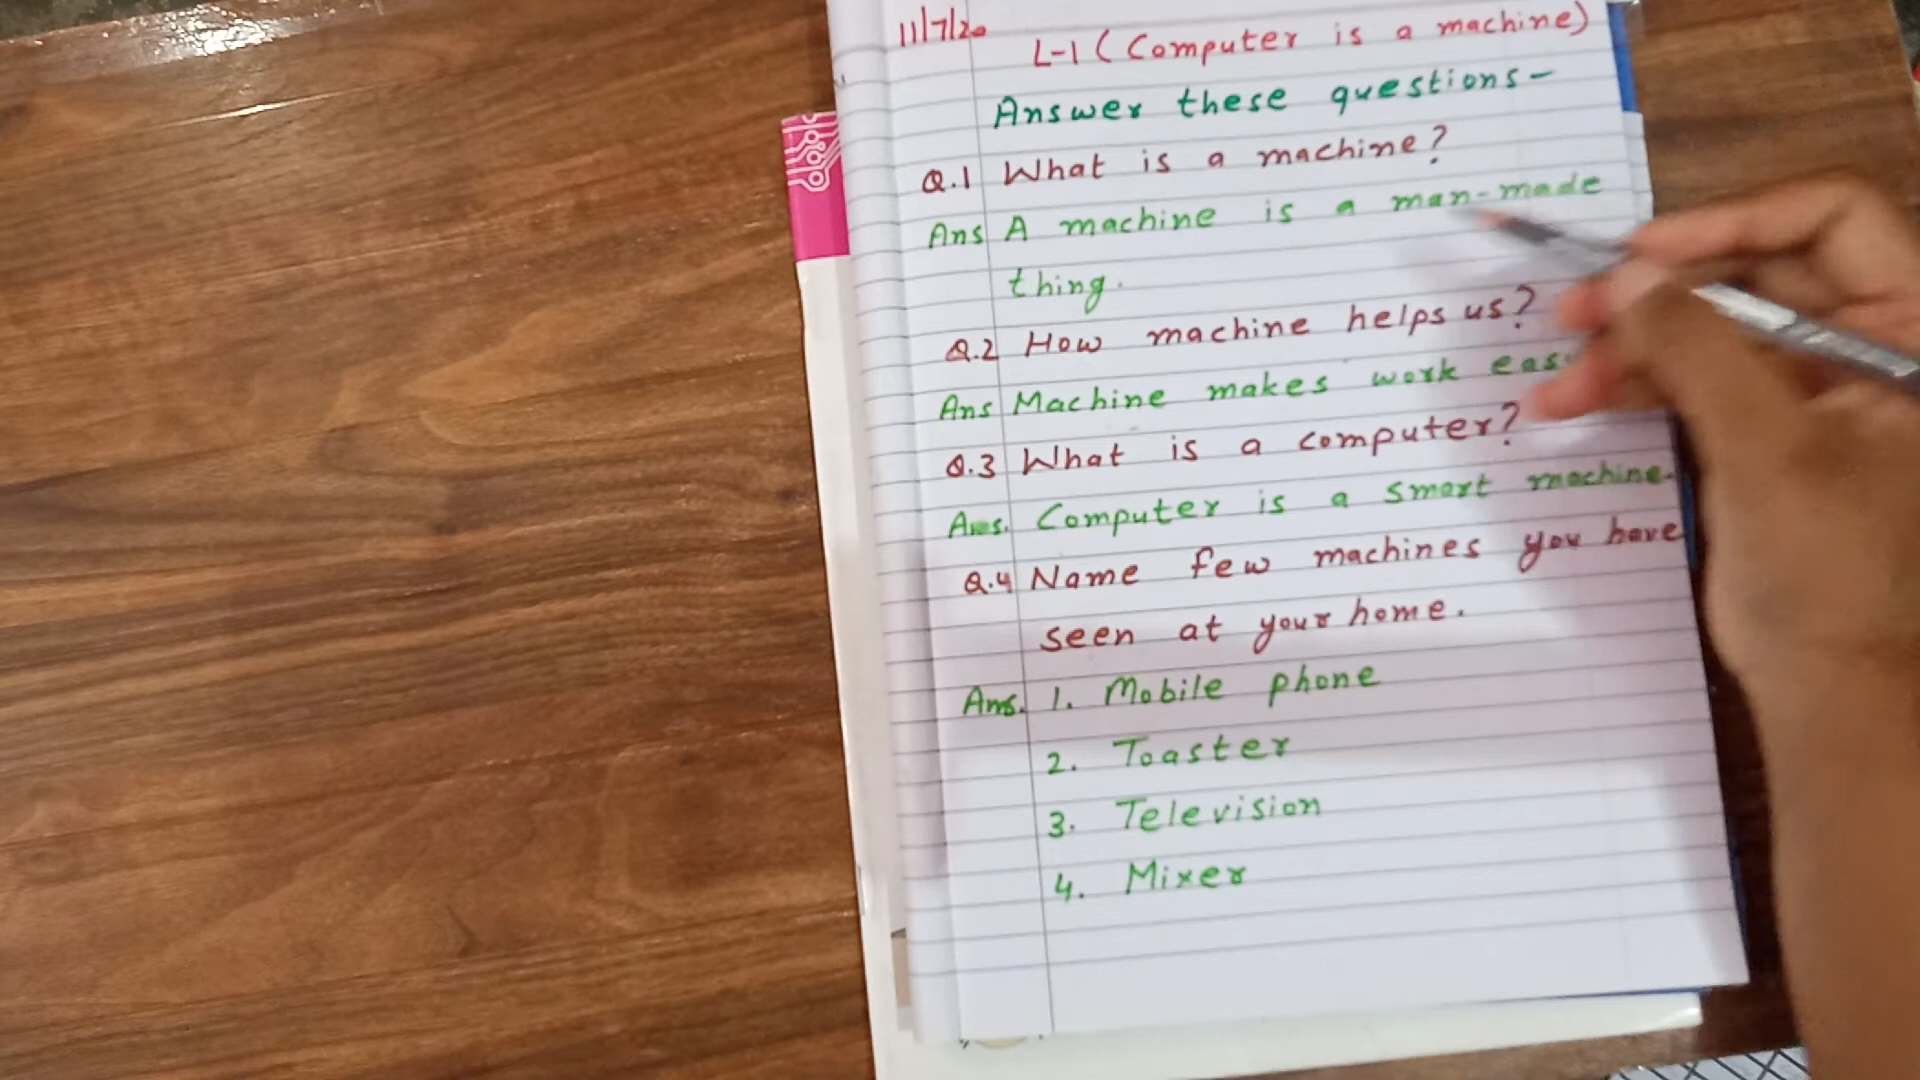 11/7/20
L-1 (Computer is a machine)
Answer these questions-
Q.1 What is a machine?
Ans A machine is a man-made
thing.
Q.2 How machine helps us?
Ans Machine makes work
Q.3 What is a computer?
Ans. Computer is a smart machine.
Q.4 Name few machines you have
seen at your home.
Ans. 1. Mobile phone
2. Toaster
3. Television
4. Mixer